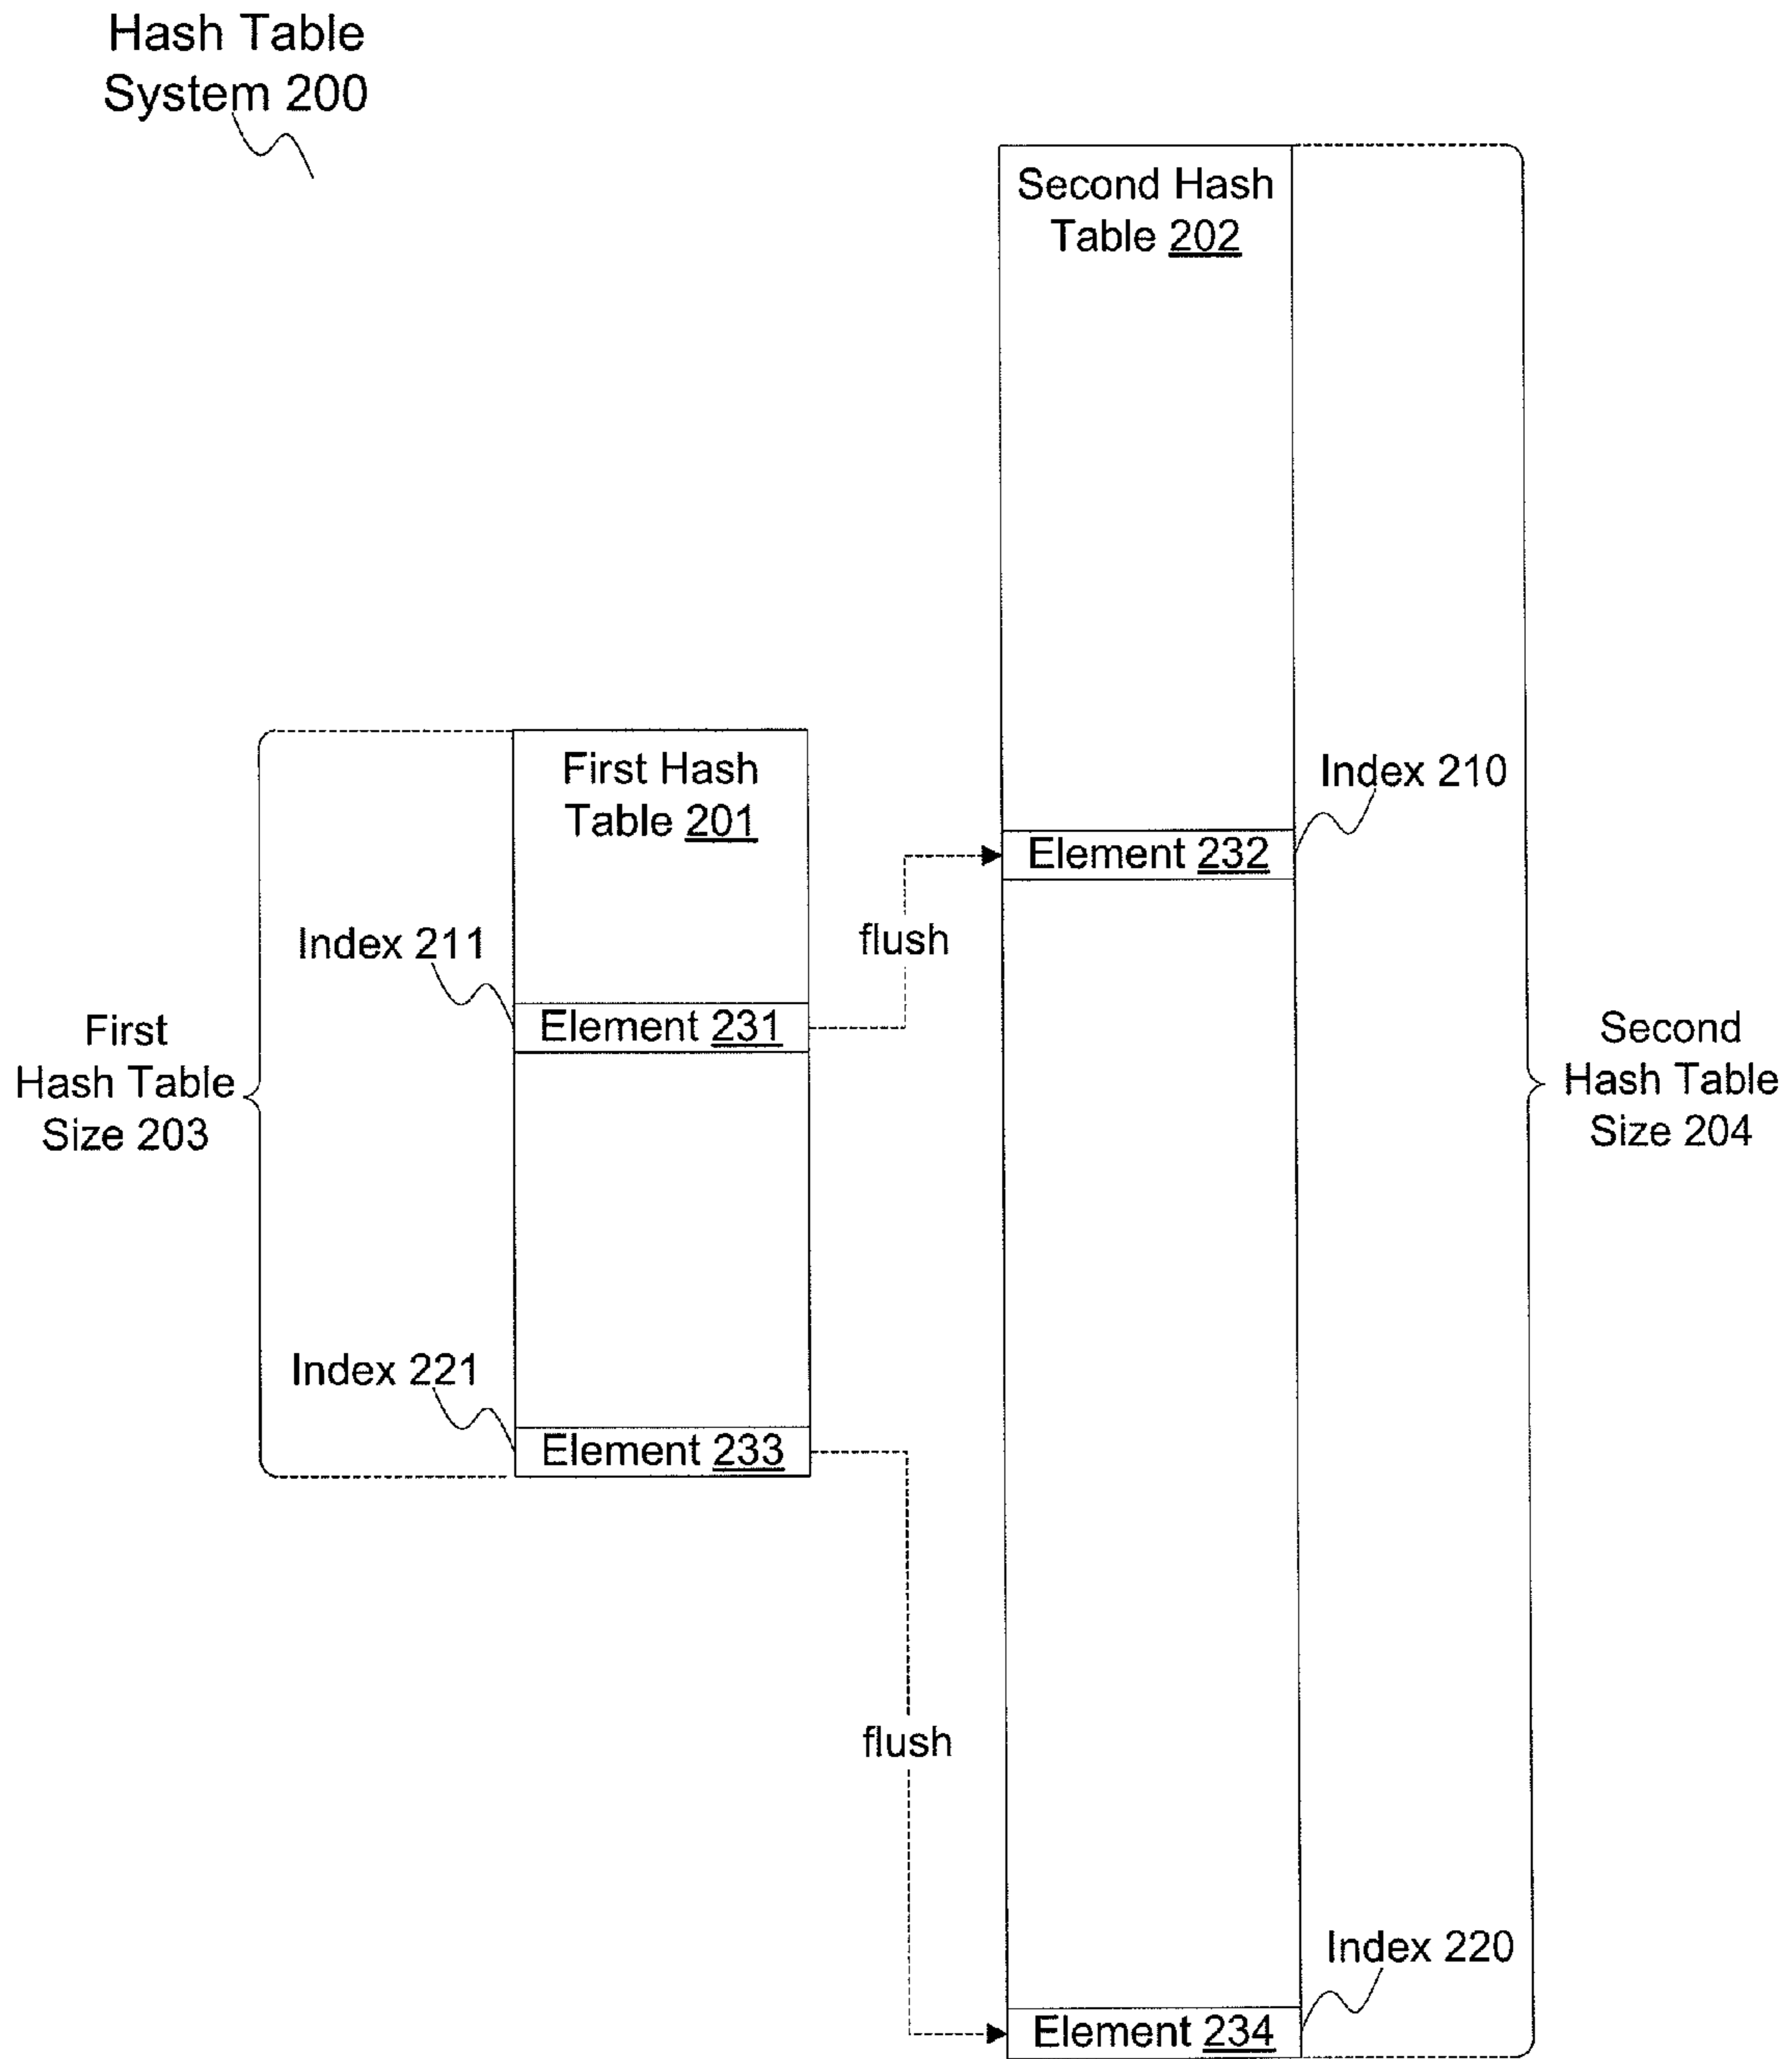 Hash Table
System 200
Second Hash
Table 202
First Hash
Table 201
Index 210
Element 232
flush
Index 211
Element 231
First
Hash Table
Size 203
Second
Hash Table
Size 204
Index 221
Element 233
flush
Index 220
Element 234